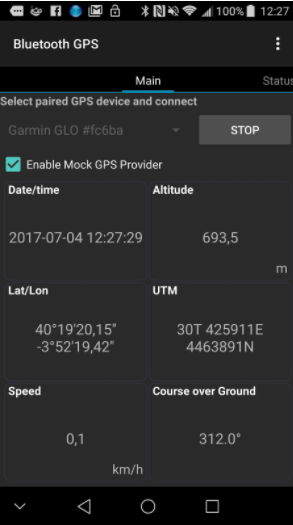 100% 12:27
Bluetooth GPS
Main Status
Select paired GPS device and connect
Garmin GLO #fc6ba STOP
Enable Mock GPS Provider
Date/time Altitude
2017-07-04 12:27:29 693,5
m
Lat/Lon UTM
40°19'20,15" 30T 425911E
-3°52'19,42" 4463891N
Speed Course over Ground
0,1 312.0°
km/h